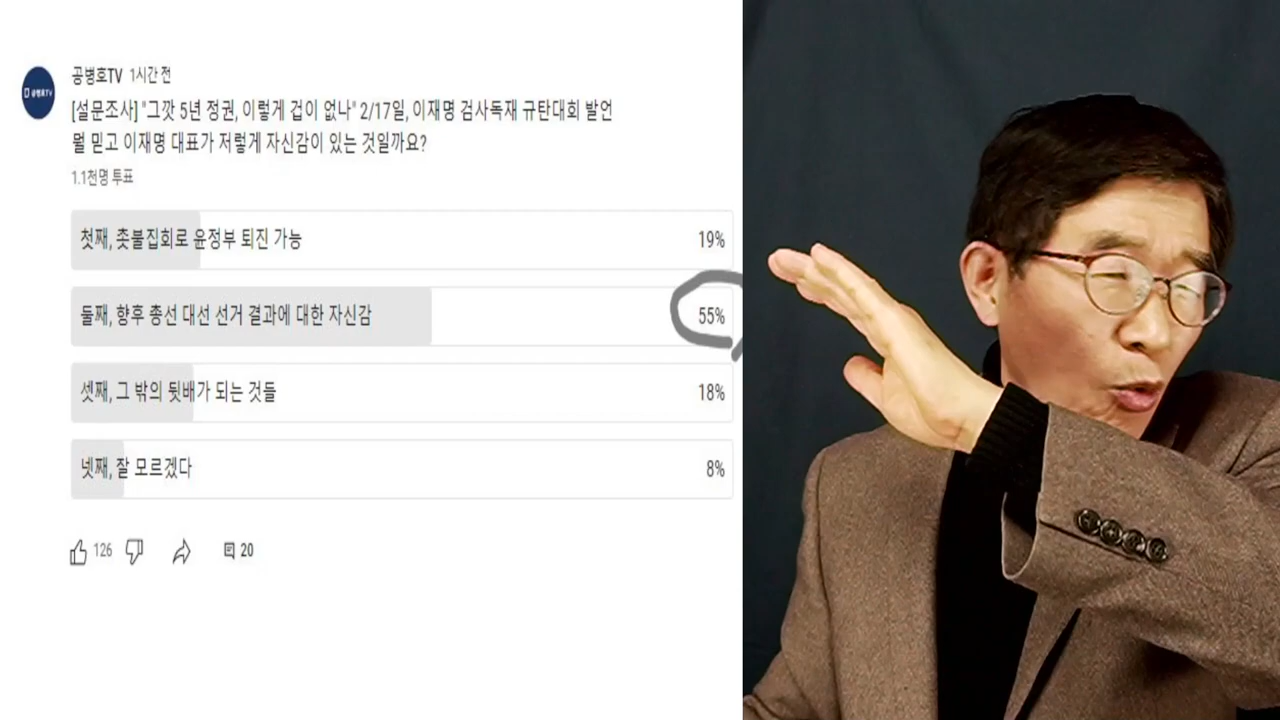 공병호TV 1시간 전
공병호TV
[설문조사] "그깟 5년 정권, 이렇게 겁이 없나" 2/17일, 이재명 검사독재 규탄대회 발언
뭘 믿고 이재명 대표가 저렇게 자신감이 있는 것일까요?
1.1천명 투표
첫째, 촛불집회로 윤정부 퇴진 가능 19%
둘째, 향후 총선 대선 선거 결과에 대한 자신감 55%
셋째, 그 밖의 뒷배가 되는 것들 18%
넷째, 잘 모르겠다 8%
126 20